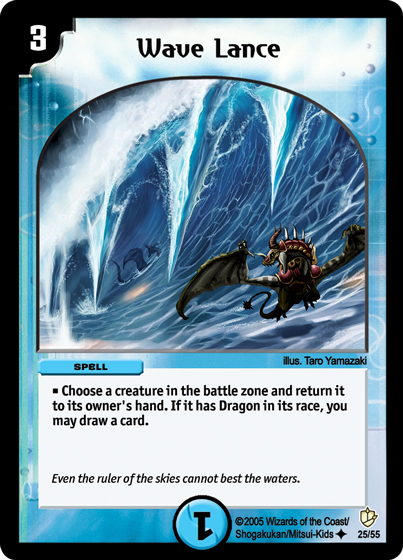 3
Wave Lance
illus. Taro Yamazaki
SPELL
▪ Choose a creature in the battle zone and return it
to its owner's hand. If it has Dragon in its race, you
may draw a card.
Even the ruler of the skies cannot best the waters.
1
©2005 Wizards of the Coast/
Shogakukan/Mitsui-Kids ✦ 25/55